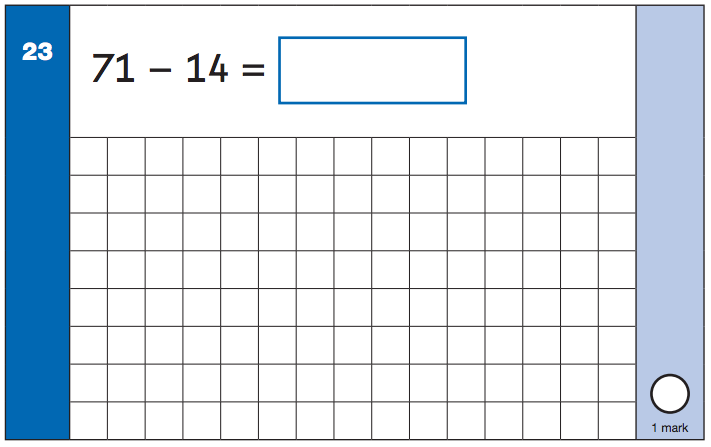 23
71 – 14 =
1 mark